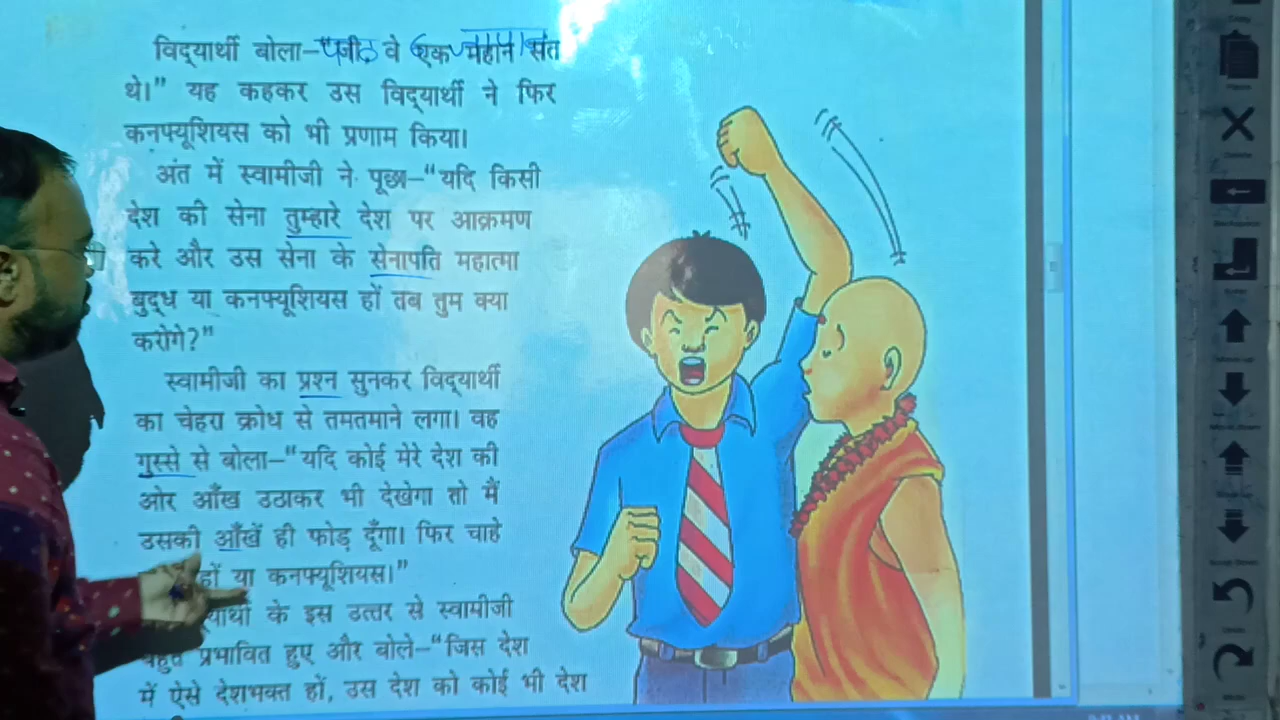 विद्यार्थी बोला–"जी वे एक महान संत
थे।" यह कहकर उस विद्यार्थी ने फिर
कनफ्यूशियस को भी प्रणाम किया।
अंत में स्वामीजी ने पूछा–"यदि किसी
देश की सेना तुम्हारे देश पर आक्रमण
करे और उस सेना के सेनापति महात्मा
बुद्ध या कनफ्यूशियस हों तब तुम क्या
करोगे?"
स्वामीजी का प्रश्न सुनकर विद्यार्थी
का चेहरा क्रोध से तमतमाने लगा। वह
गुस्से से बोला–"यदि कोई मेरे देश की
ओर आँख उठाकर भी देखेगा तो मैं
उसकी आँखें ही फोड़ दूँगा। फिर चाहे
हों या कनफ्यूशियस।"
के इस उत्तर से स्वामीजी
बहुत प्रभावित हुए और बोले–"जिस देश
में ऐसे देशभक्त हों, उस देश को कोई भी देश